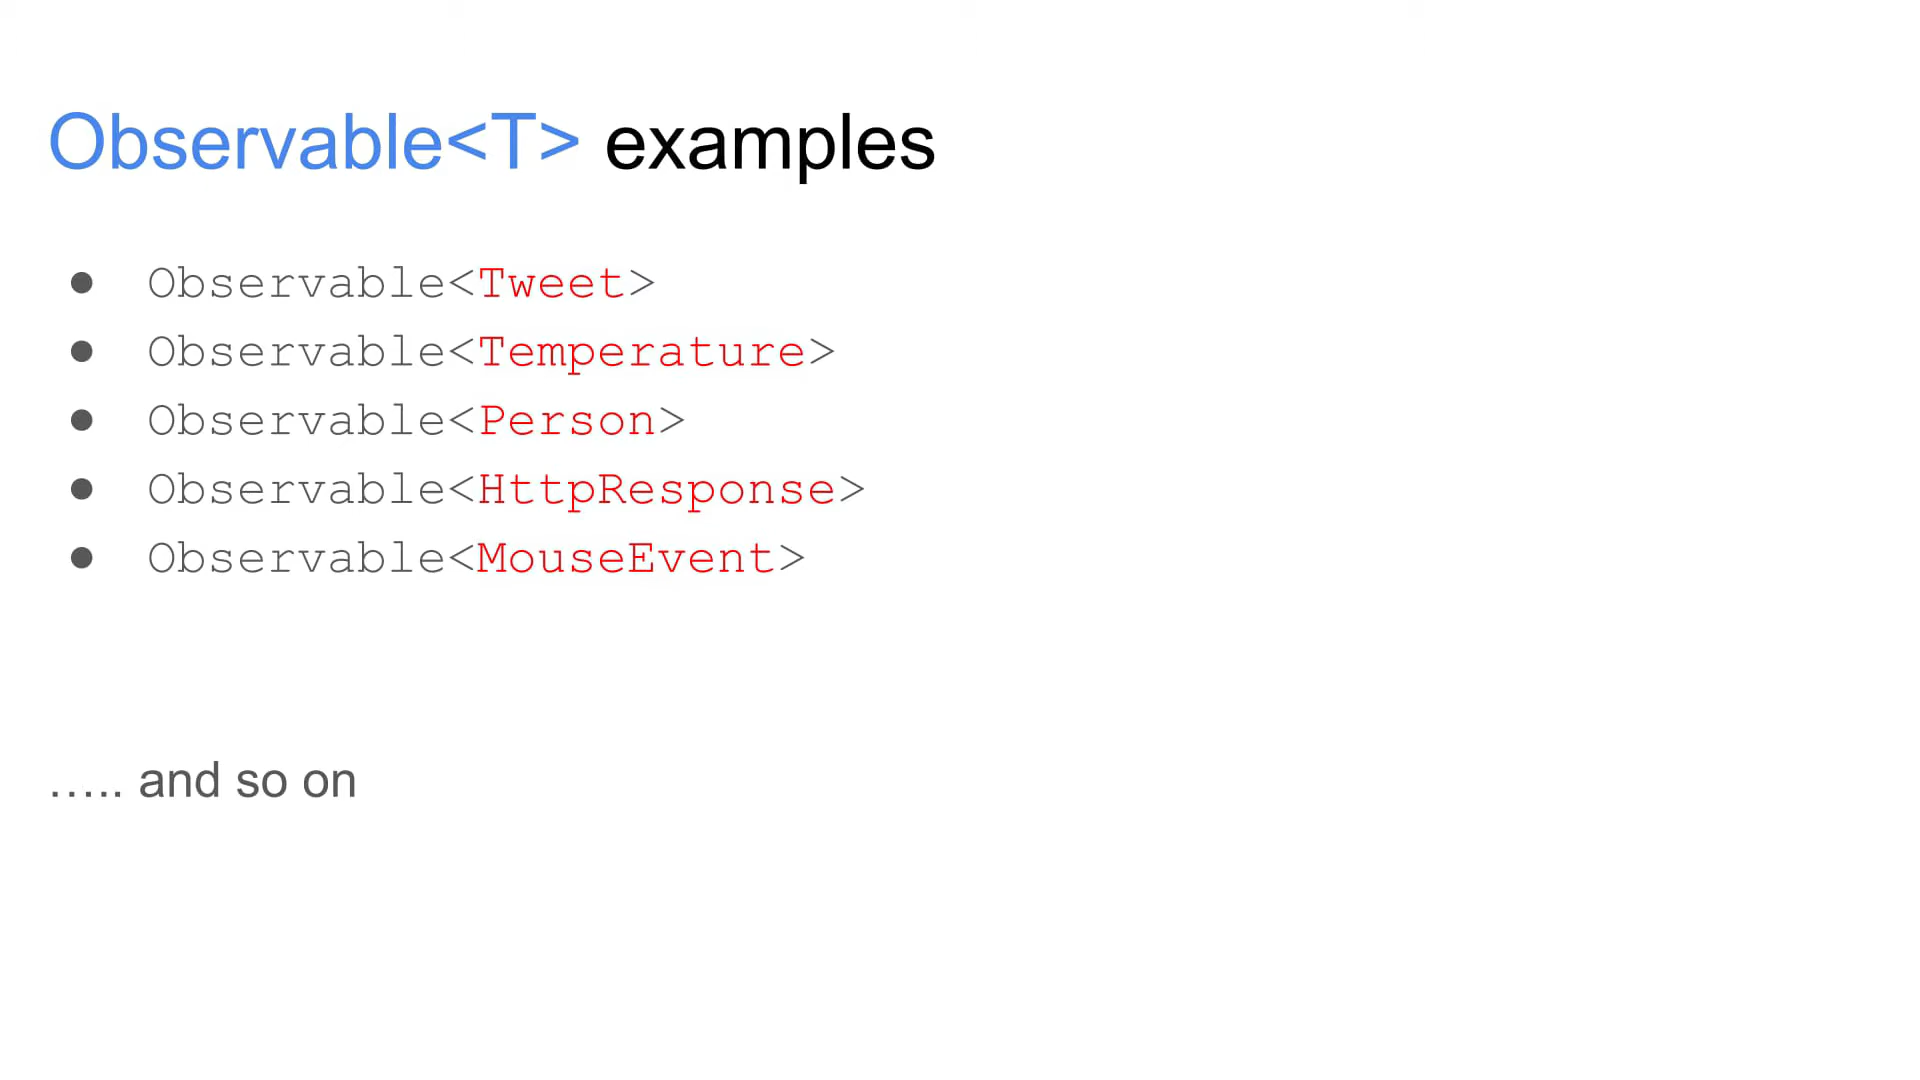 Observable<T> examples
● Observable<Tweet>
● Observable<Temperature>
● Observable<Person>
● Observable<HttpResponse>
● Observable<MouseEvent>
….. and so on